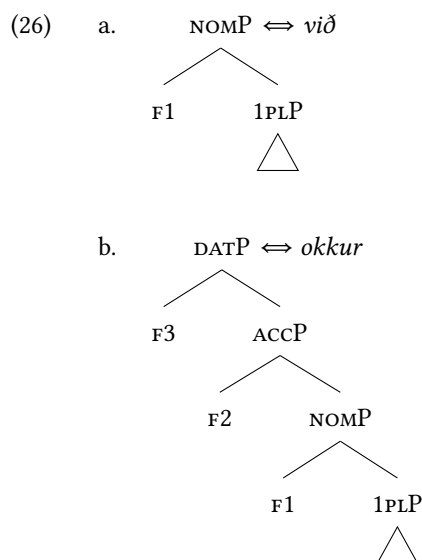 (26) a. NOMP ⇔ við
F1 1PLP
b. DATP ⇔ okkur
F3 ACCP
F2 NOMP
F1 1PLP